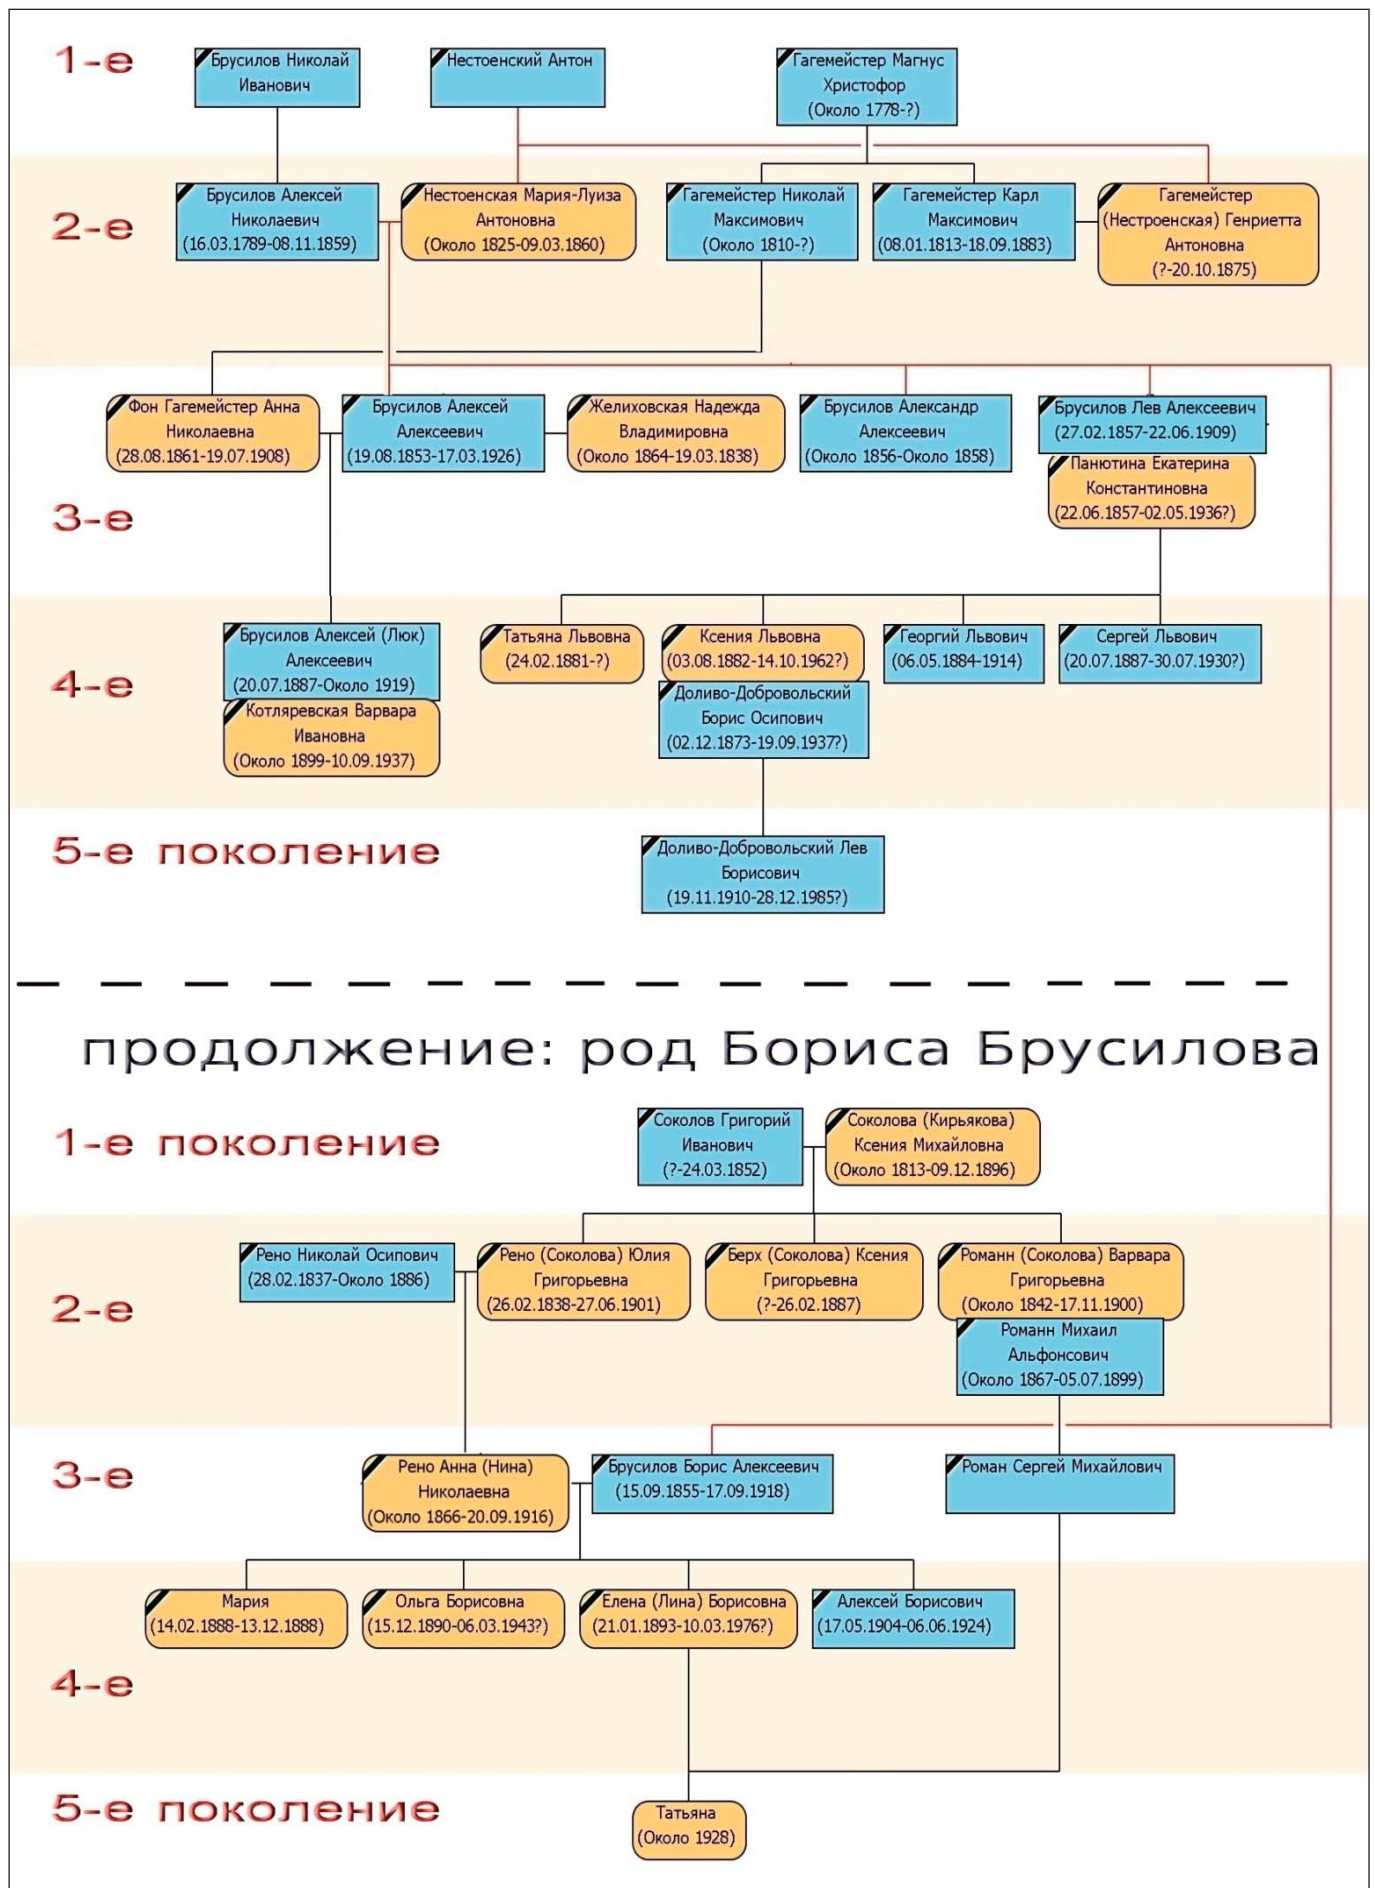 1-е
Брусилов Николай
Иванович
Нестоенский Антон
Гагемейстер Магнус
Христофор
(Около 1778-?)
2-е
Брусилов Алексей
Николаевич
(16.03.1789-08.11.1859)
Нестоенская Мария-Луиза
Антоновна
(Около 1825-09.03.1860)
Гагемейстер Николай
Максимович
(Около 1810-?)
Гагемейстер Карл
Максимович
(08.01.1813-18.09.1883)
Гагемейстер
(Нестроенская) Генриетта
Антоновна
(?-20.10.1875)
3-е
Фон Гагемейстер Анна
Николаевна
(28.08.1861-19.07.1908)
Брусилов Алексей
Алексеевич
(19.08.1853-17.03.1926)
Желиховская Надежда
Владимировна
(Около 1864-19.03.1838)
Брусилов Александр
Алексеевич
(Около 1856-Около 1858)
Брусилов Лев Алексеевич
(27.02.1857-22.06.1909)
Панютина Екатерина
Константиновна
(22.06.1857-02.05.1936?)
4-е
Брусилов Алексей (Люк)
Алексеевич
(20.07.1887-Около 1919)
Котляревская Варвара
Ивановна
(Около 1899-10.09.1937)
Татьяна Львовна
(24.02.1881-?)
Ксения Львовна
(03.08.1882-14.10.1962?)
Доливо-Добровольский
Борис Осипович
(02.12.1873-19.09.1937?)
Георгий Львович
(06.05.1884-1914)
Сергей Львович
(20.07.1887-30.07.1930?)
5-е поколение
Доливо-Добровольский Лев
Борисович
(19.11.1910-28.12.1985?)
продолжение: род Бориса Брусилова
1-е поколение
Соколов Григорий
Иванович
(?-24.03.1852)
Соколова (Кирьякова)
Ксения Михайловна
(Около 1813-09.12.1896)
2-е
Рено Николай Осипович
(28.02.1837-Около 1886)
Рено (Соколова) Юлия
Григорьевна
(26.02.1838-27.06.1901)
Берх (Соколова) Ксения
Григорьевна
(?-26.02.1887)
Романн (Соколова) Варвара
Григорьевна
(Около 1842-17.11.1900)
Романн Михаил
Альфонсович
(Около 1867-05.07.1899)
3-е
Рено Анна (Нина)
Николаевна
(Около 1866-20.09.1916)
Брусилов Борис Алексеевич
(15.09.1855-17.09.1918)
Роман Сергей Михайлович
4-е
Мария
(14.02.1888-13.12.1888)
Ольга Борисовна
(15.12.1890-06.03.1943?)
Елена (Лина) Борисовна
(21.01.1893-10.03.1976?)
Алексей Борисович
(17.05.1904-06.06.1924)
5-е поколение
Татьяна
(Около 1928)